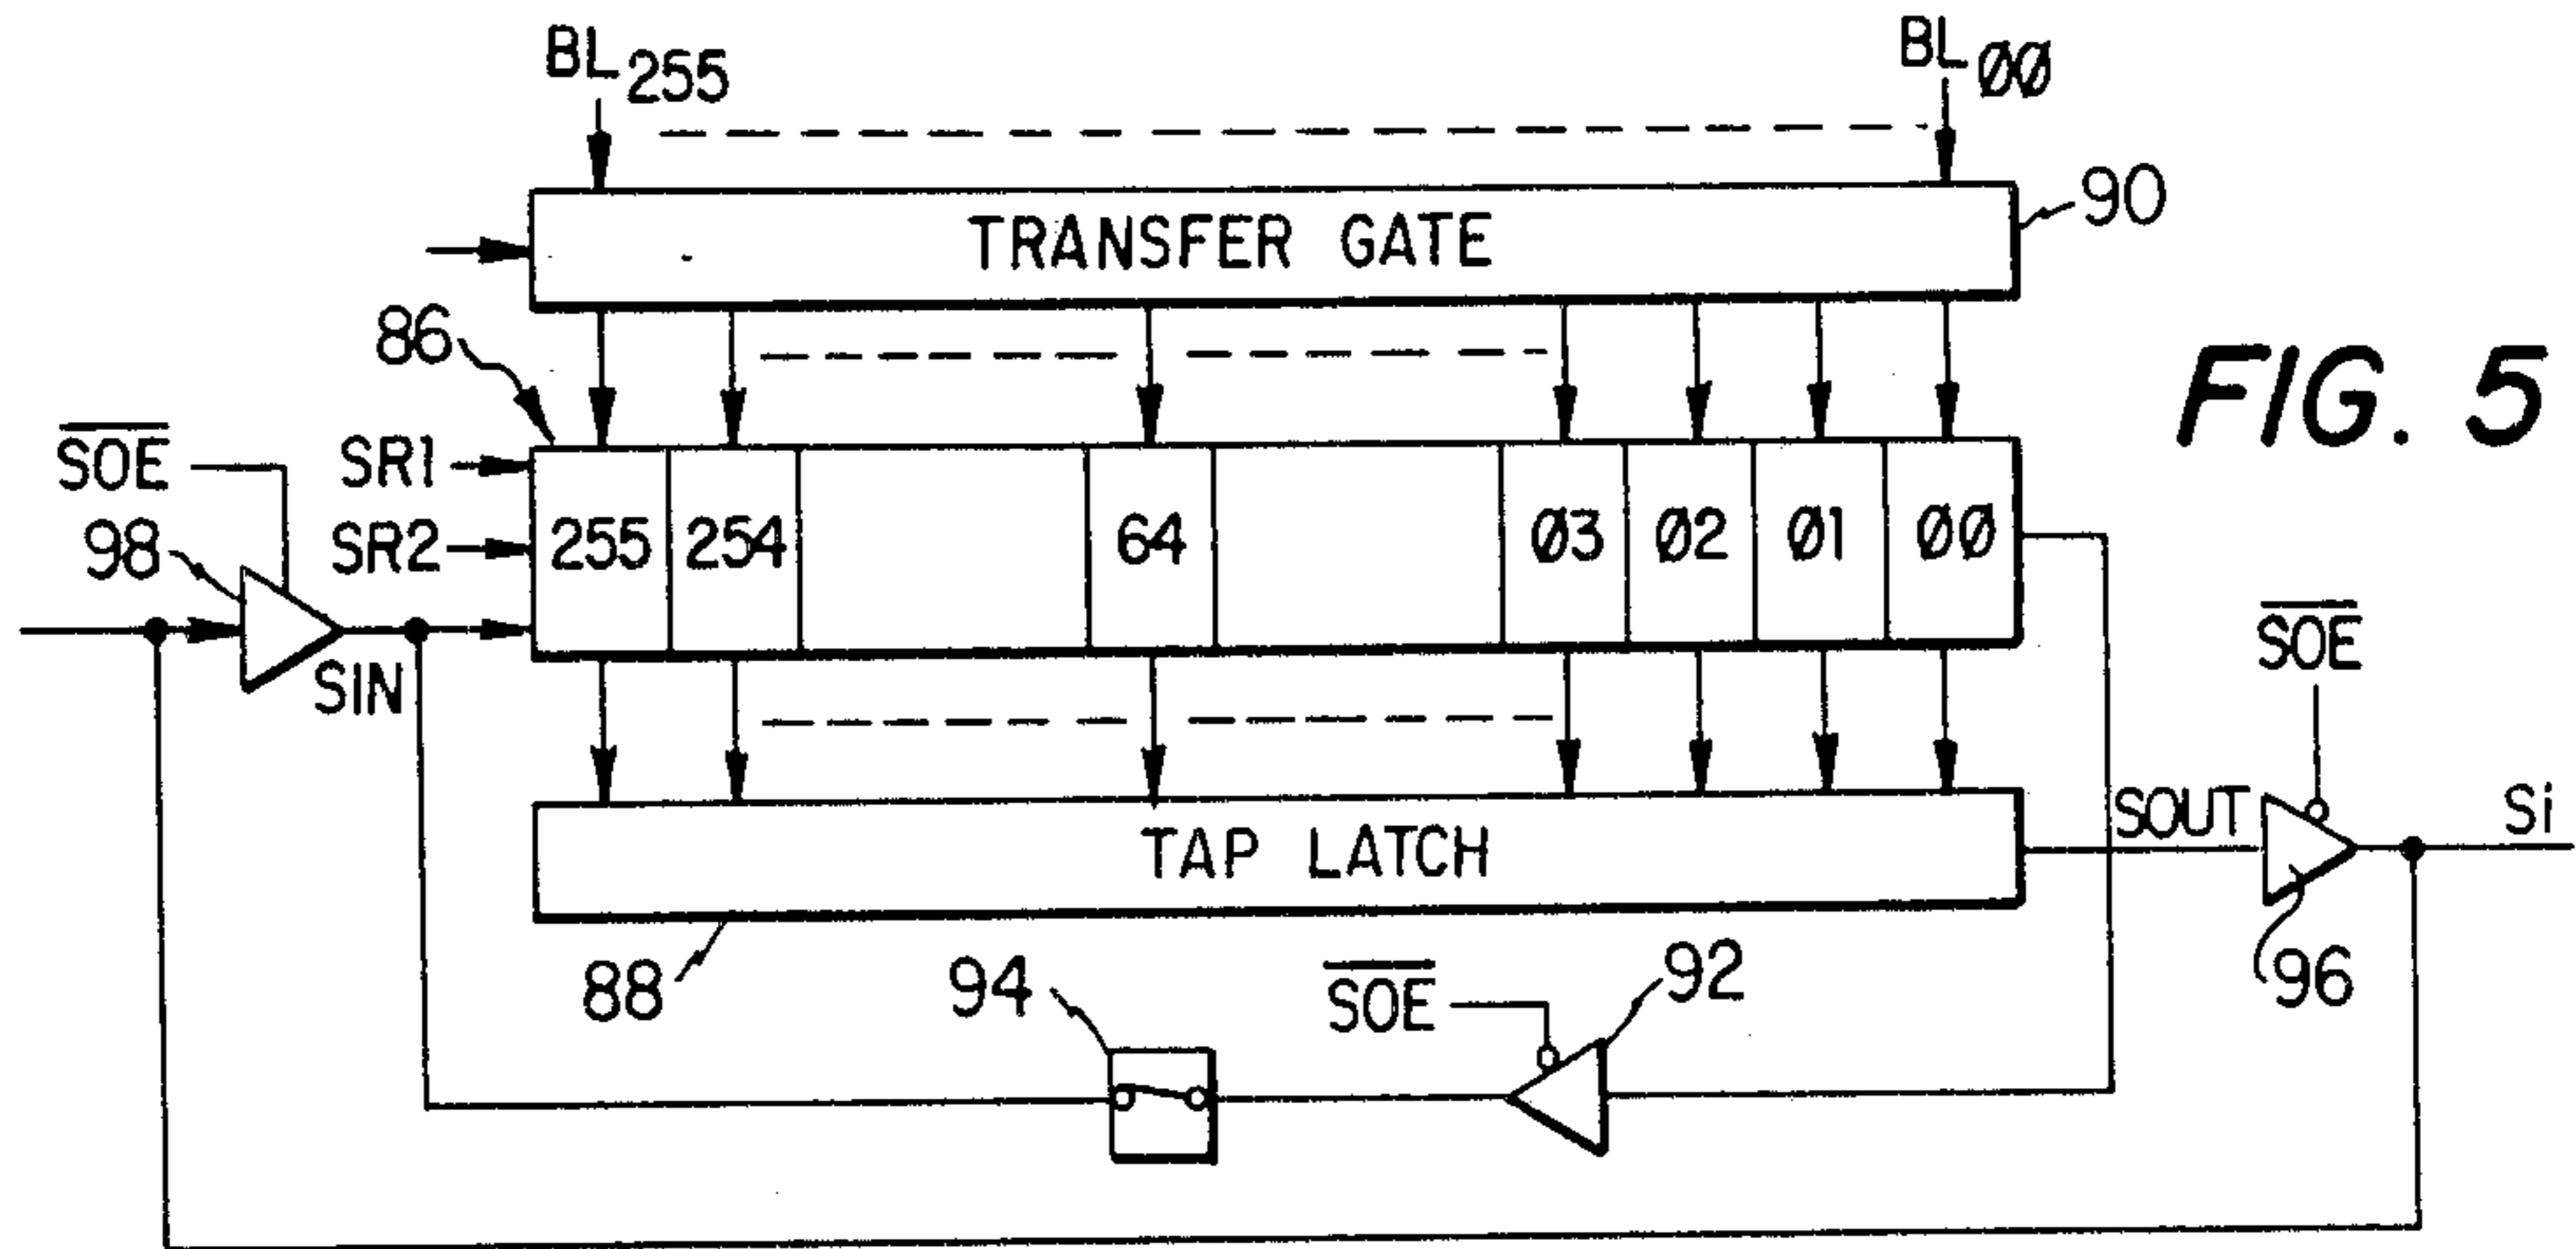 BL255 BLØØ
TRANSFER GATE
90
86
FIG. 5
SOE
SR1
SR2
98
255 254 64 Ø3 Ø2 Ø1 ØØ
SIN
SOE
TAP LATCH
SOUT
Si
88
94
SOE
92
96